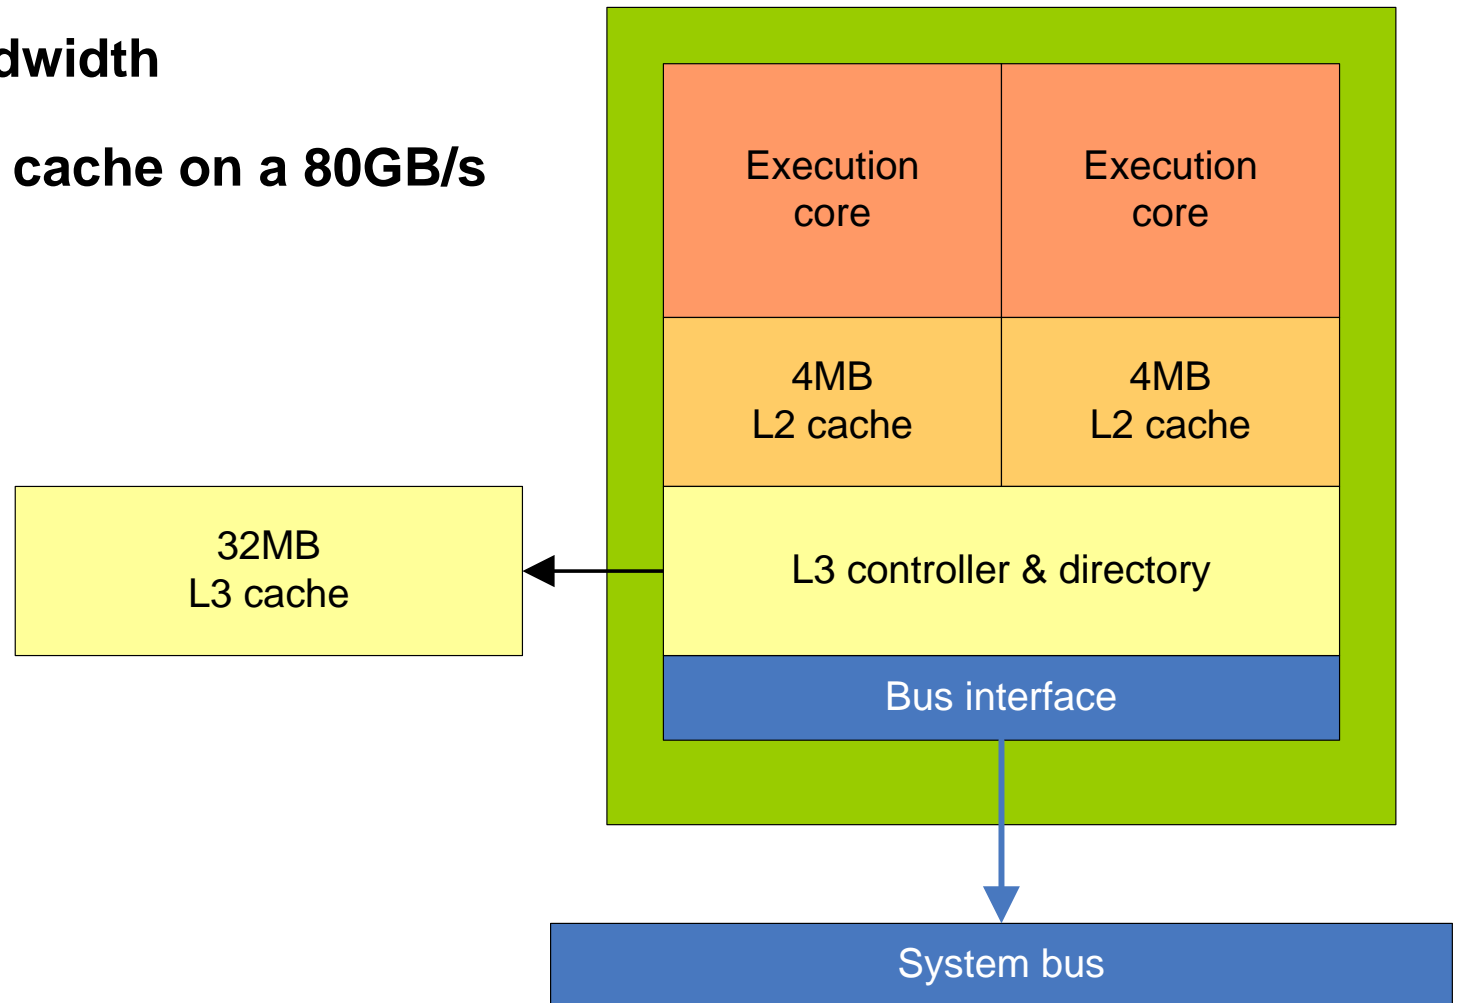 dwidth
cache on a 80GB/s
Execution
core
Execution
core
4MB
L2 cache
4MB
L2 cache
32MB
L3 cache
L3 controller & directory
Bus interface
System bus